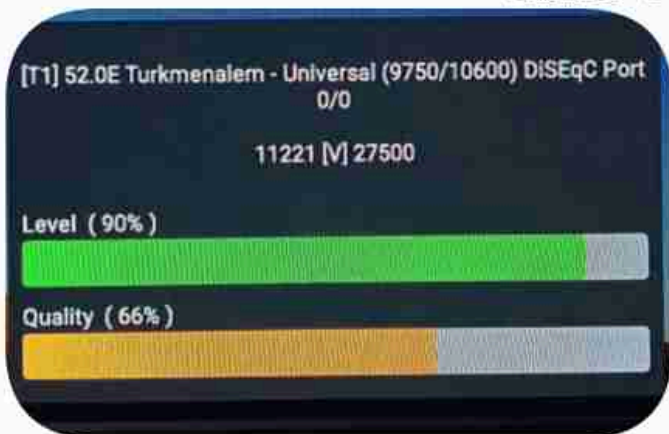 [T1] 52.0E Turkmenalem - Universal (9750/10600) DiSEqC Port
0/0
11221 [V] 27500
Level ( 90% )
Quality ( 66% )